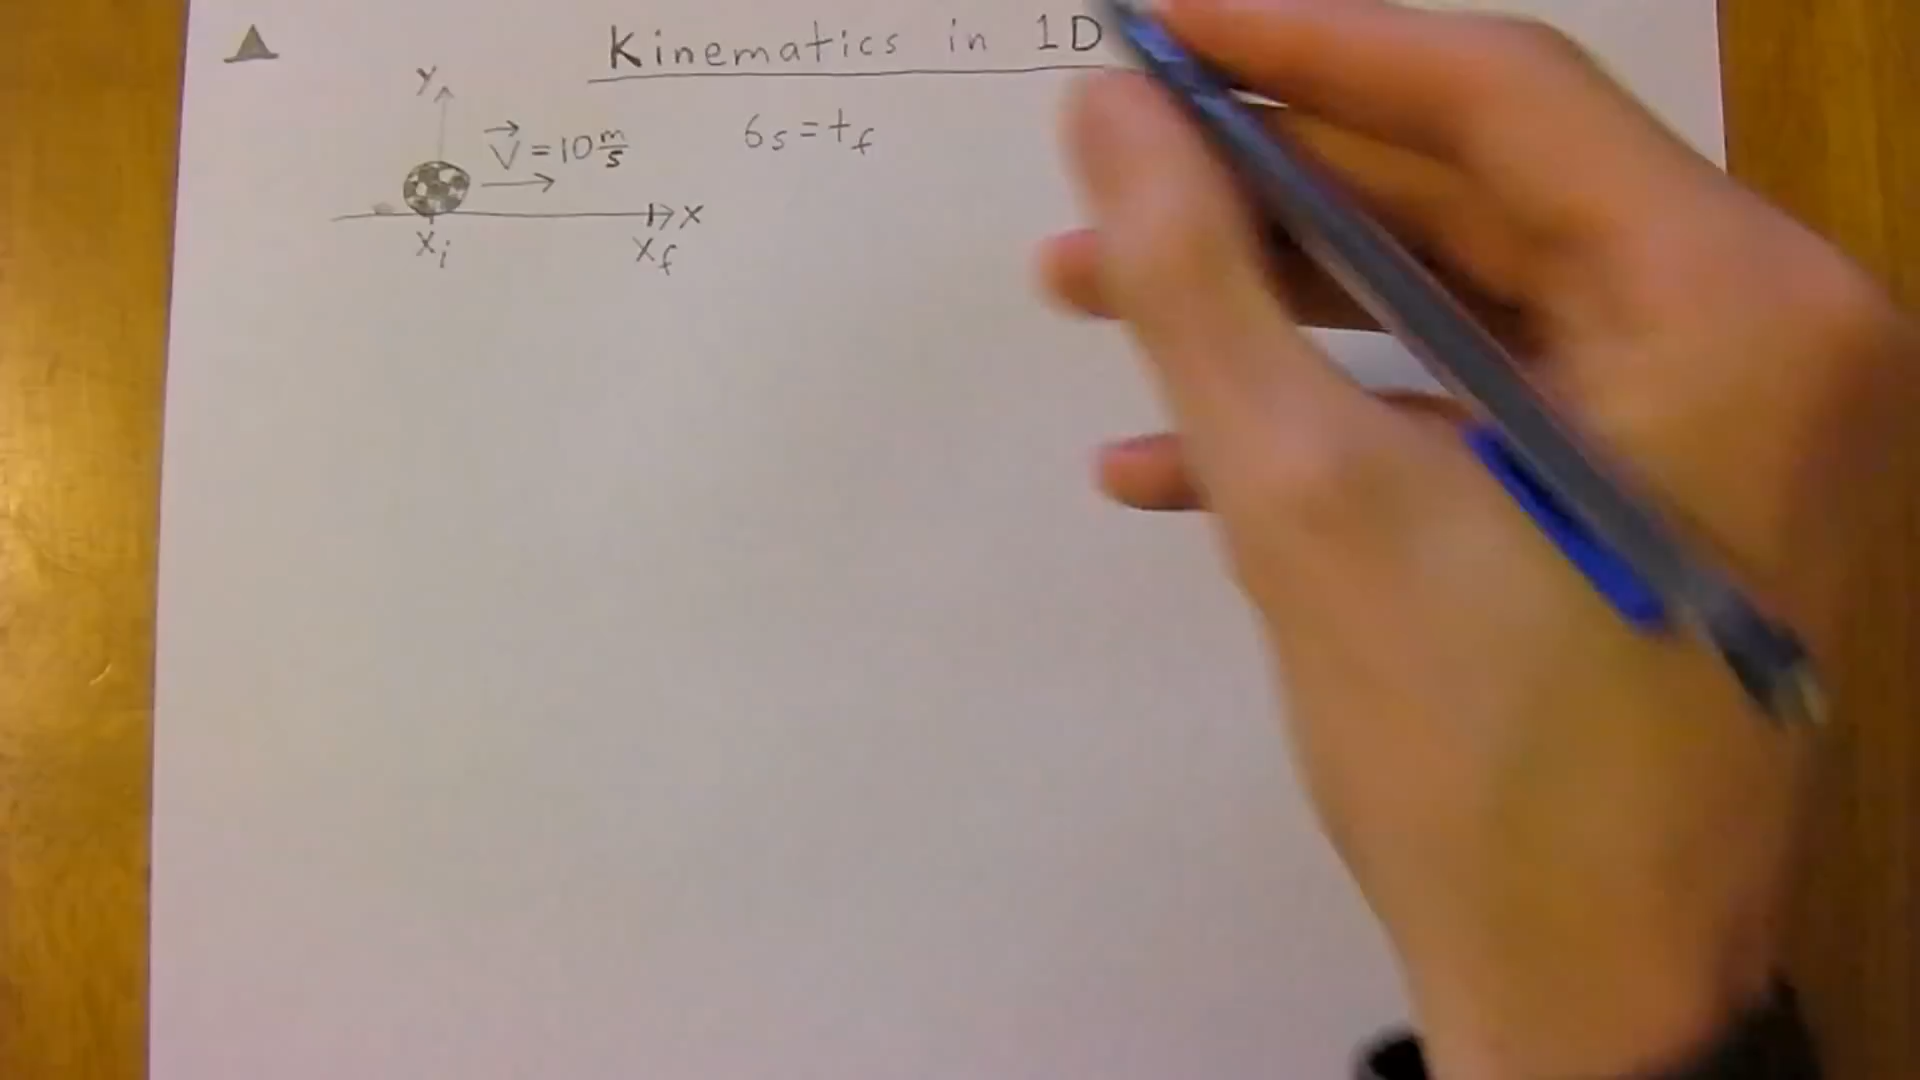 Kinematics in 1D
y
V = 10 m/s
6s = tf
x
xi
xf